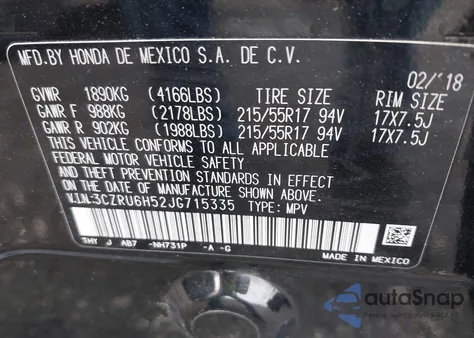 MFD.BY HONDA DE MEXICO S.A. DE C.V.
02/'18
GVWR 1890KG (4166LBS) TIRE SIZE RIM SIZE
GAWR F 988KG (2178LBS) 215/55R17 94V 17X7.5J
GAWR R 902KG (1988LBS) 215/55R17 94V 17X7.5J
THIS VEHICLE CONFORMS TO ALL APPLICABLE
FEDERAL MOTOR VEHICLE SAFETY
AND THEFT PREVENTION STANDARDS IN EFFECT
ON THE DATE OF MANUFACTURE SHOWN ABOVE.
V.I.N:3CZRU6H52JG715335 TYPE: MPV
J AB7 -NH731P -A -G
MADE IN MEXICO
autoSnap